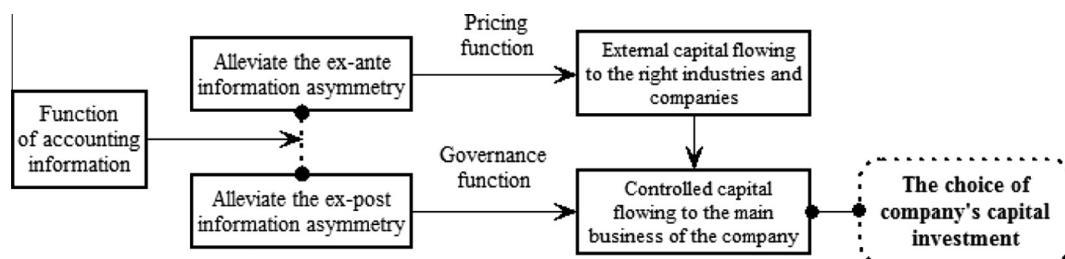 Function
of accounting
information
Alleviate the ex-ante
information asymmetry
Pricing
function
External capital flowing
to the right industries and
companies
Alleviate the ex-post
information asymmetry
Governance
function
Controlled capital
flowing to the main
business of the company
The choice of
company's capital
investment